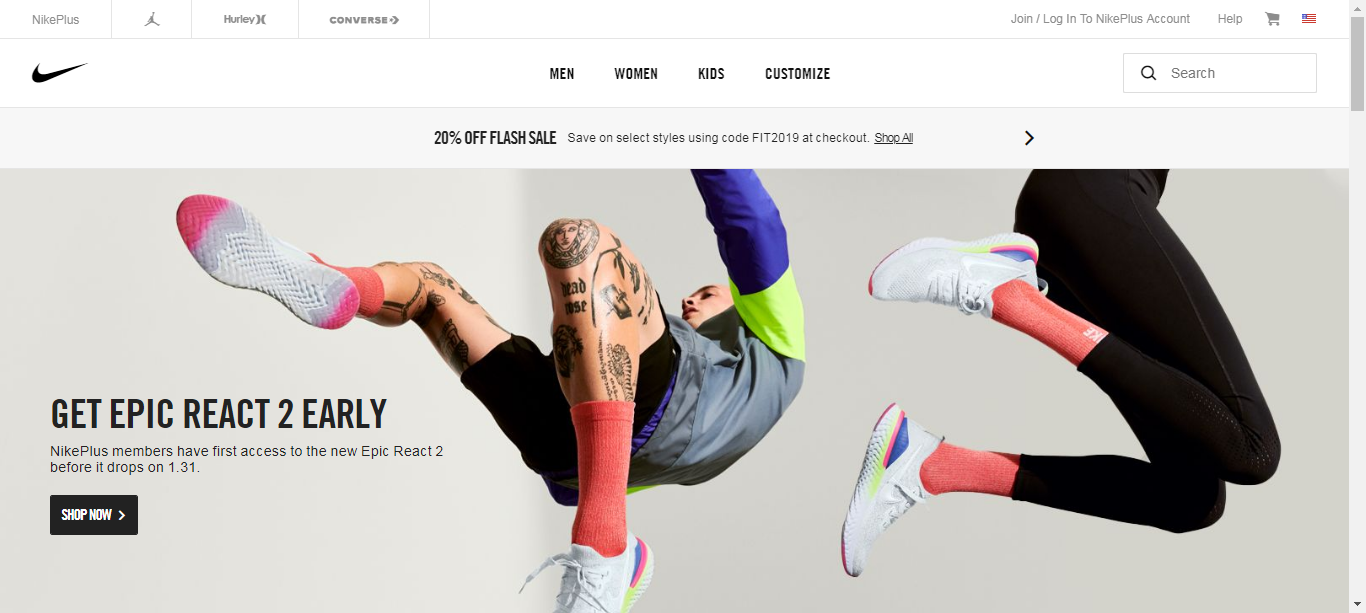 NikePlus
Hurley
CONVERSE
Join / Log In To NikePlus Account
Help
MEN
WOMEN
KIDS
CUSTOMIZE
Search
20% OFF FLASH SALE Save on select styles using code FIT2019 at checkout. Shop All
dead
rose
GET EPIC REACT 2 EARLY
NikePlus members have first access to the new Epic React 2
before it drops on 1.31.
SHOP NOW